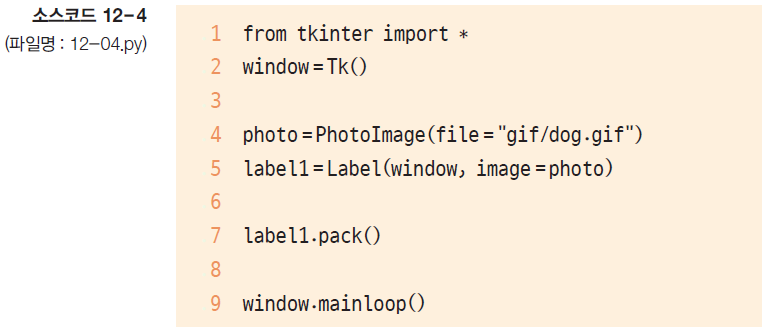 소스코드 12-4
(파일명 : 12-04.py)
1 from tkinter import *
2 window=Tk()
3
4 photo=PhotoImage(file="gif/dog.gif")
5 label1=Label(window, image=photo)
6
7 label1.pack()
8
9 window.mainloop()